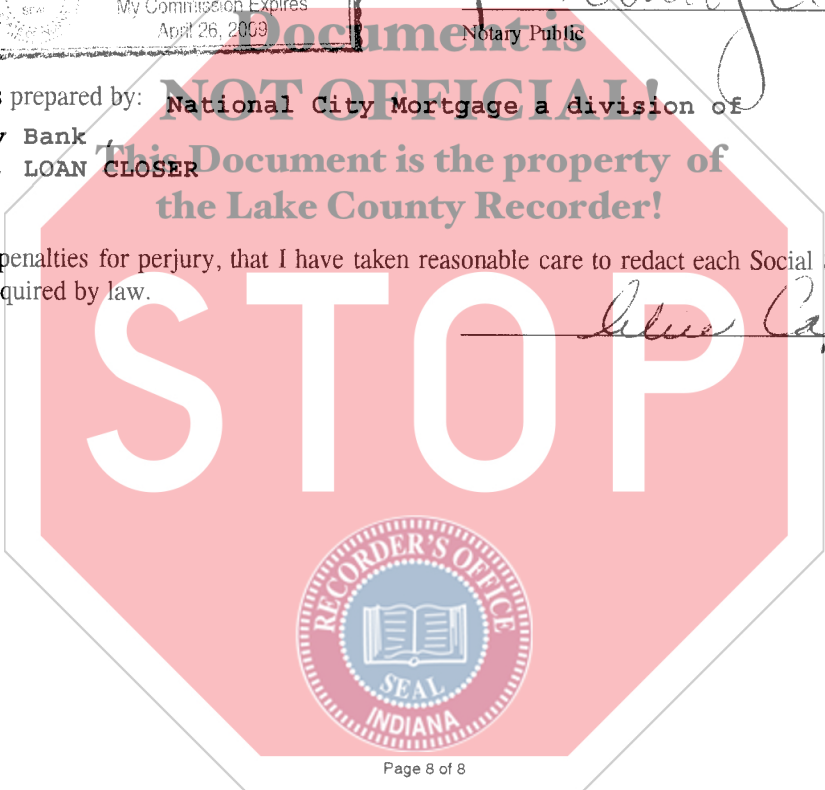 My Commission Expires
April 26, 2009
Notary Public
Document is
NOT OFFICIAL!
prepared by: National City Mortgage a division of
Bank ,
LOAN CLOSER
This Document is the property of
the Lake County Recorder!
penalties for perjury, that I have taken reasonable care to redact each Social
quired by law.
STOP
RECORDER'S OFFICE
SEAL
INDIANA
Page 8 of 8